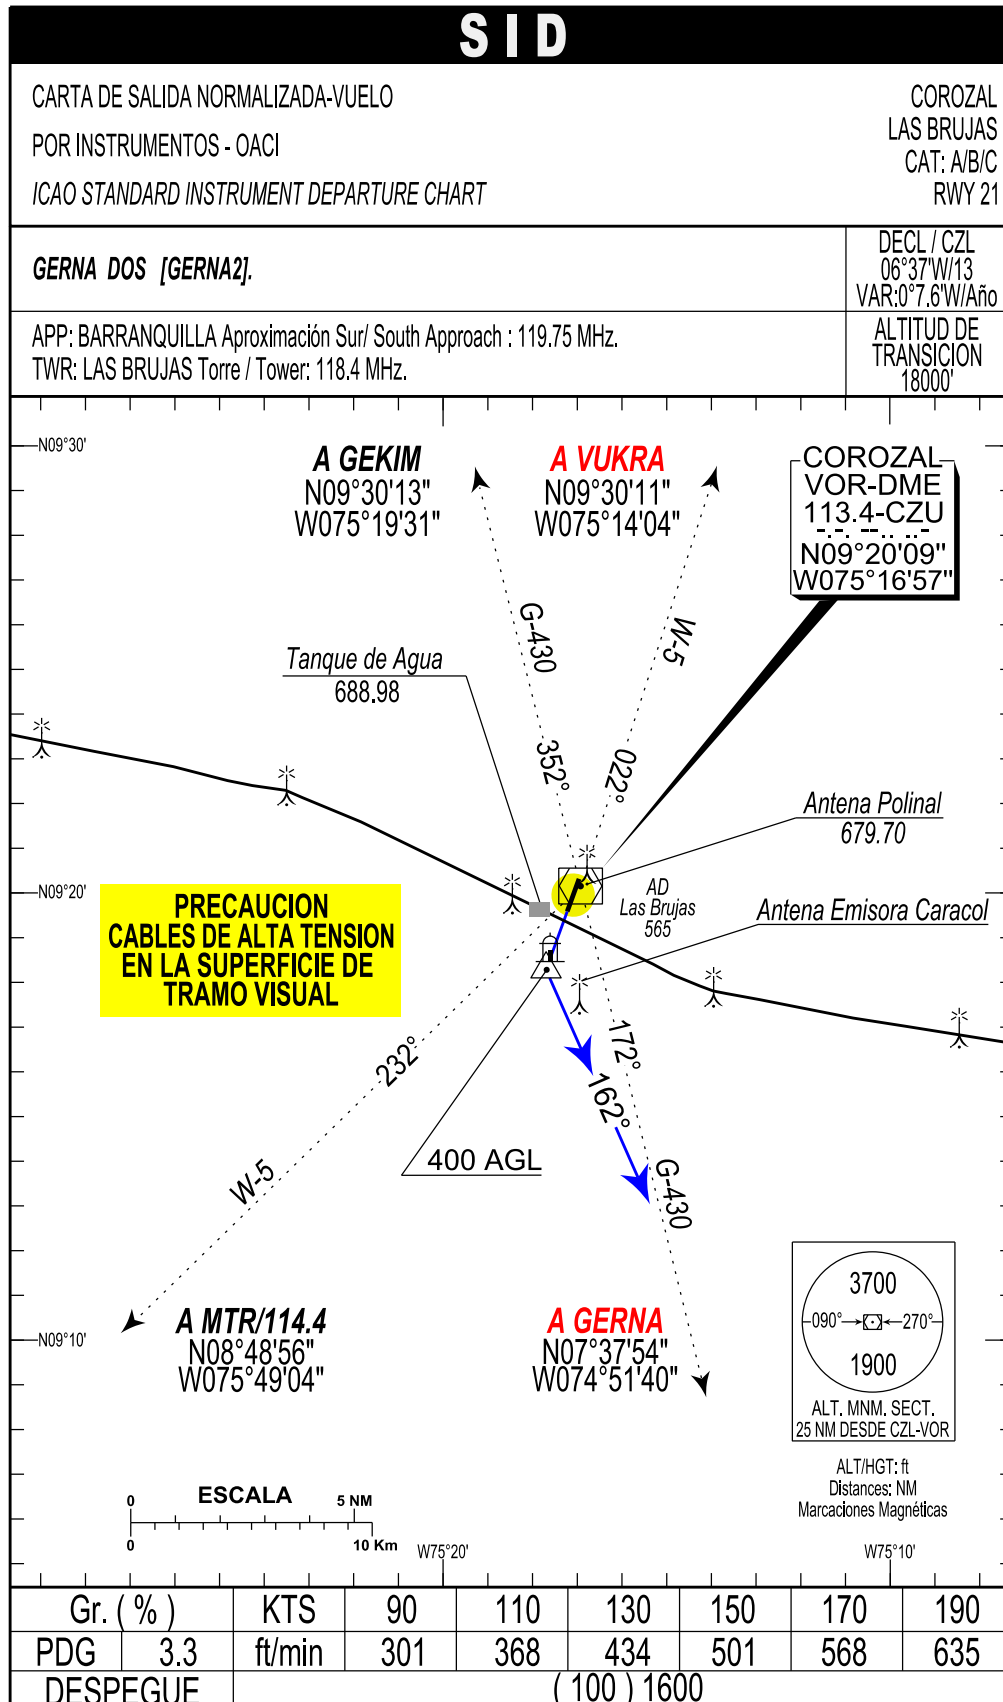 SID
CARTA DE SALIDA NORMALIZADA-VUELO
POR INSTRUMENTOS - OACI
ICAO STANDARD INSTRUMENT DEPARTURE CHART
COROZAL
LAS BRUJAS
CAT: A/B/C
RWY 21
GERNA DOS [GERNA2].
DECL / CZL
06°37'W/13
VAR:0°7.6'W/Año
APP: BARRANQUILLA Aproximación Sur/ South Approach : 119.75 MHz.
TWR: LAS BRUJAS Torre / Tower: 118.4 MHz.
ALTITUD DE
TRANSICION
18000'
N09°30'
A GEKIM
N09°30'13"
W075°19'31"
A VUKRA
N09°30'11"
W075°14'04"
COROZAL
VOR-DME
113.4-CZU
-.-. --.. ..-
N09°20'09"
W075°16'57"
G-430
W-5
Tanque de Agua
688.98
352°
022°
Antena Polinal
679.70
N09°20'
AD
Las Brujas
565
Antena Emisora Caracol
PRECAUCION
CABLES DE ALTA TENSION
EN LA SUPERFICIE DE
TRAMO VISUAL
232°
172°
162°
400 AGL
W-5
G-430
N09°10'
A MTR/114.4
N08°48'56"
W075°49'04"
A GERNA
N07°37'54"
W074°51'40"
3700
090°
270°
1900
ALT. MNM. SECT.
25 NM DESDE CZL-VOR
ALT/HGT: ft
Distances: NM
Marcaciones Magnéticas
0 ESCALA 5 NM
0 10 Km
W75°20'
W75°10'
Gr. ( % ) KTS 90 110 130 150 170 190
PDG 3.3 ft/min 301 368 434 501 568 635
DESPEGUE ( 100 ) 1600